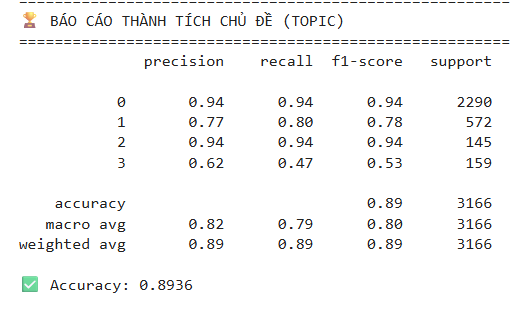 🏆 BÁO CÁO THÀNH TÍCH CHỦ ĐỀ (TOPIC)
==================================================
precision recall f1-score support
0 0.94 0.94 0.94 2290
1 0.77 0.80 0.78 572
2 0.94 0.94 0.94 145
3 0.62 0.47 0.53 159
accuracy 0.89 3166
macro avg 0.82 0.79 0.80 3166
weighted avg 0.89 0.89 0.89 3166
✅ Accuracy: 0.8936